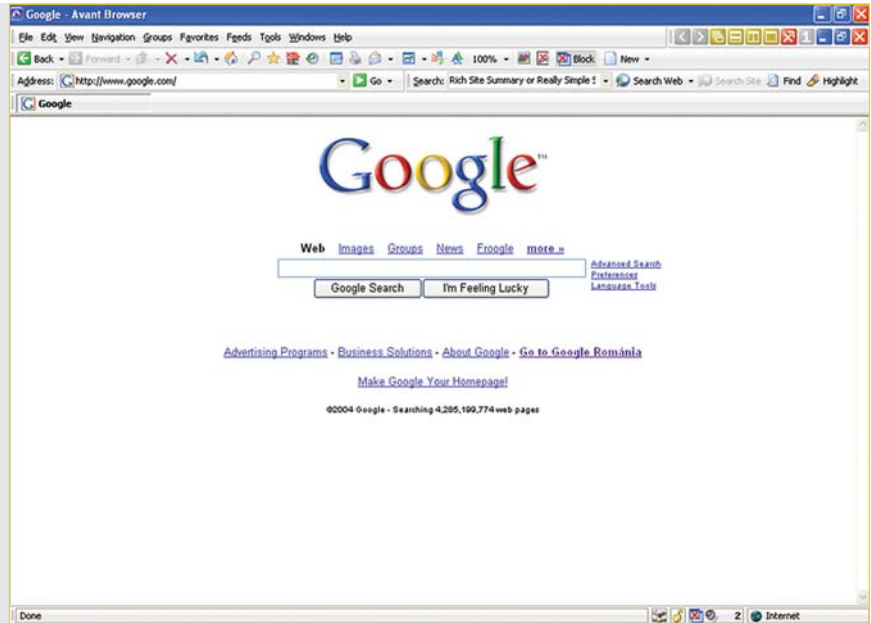 Google - Avant Browser
File Edit View Navigation Groups Favorites Feeds Tools Windows Help
1
Back Forward 100% Block New
Address: http://www.google.com/ Go Search: Rich Site Summary or Really Simple S Search Web Search Site Find Highlight
Google
Google™
Web Images Groups News Froogle more »
Advanced Search
Preferences
Language Tools
Google Search I'm Feeling Lucky
Advertising Programs - Business Solutions - About Google - Go to Google România
Make Google Your Homepage!
©2004 Google - Searching 4,285,199,774 web pages
Done 2 Internet